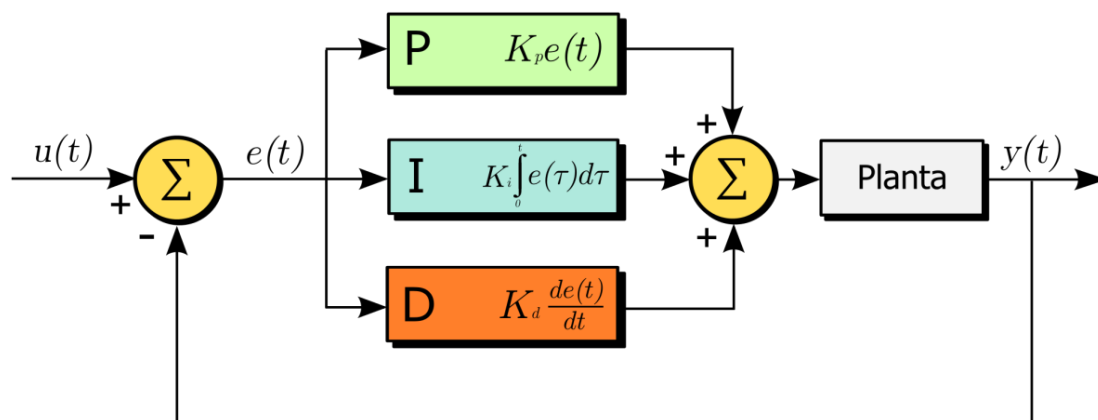 P K_p e(t)
+
u(t)
+
-
Σ
e(t)
I K_i ∫_0^t e(τ)dτ
+
Σ
Planta
y(t)
+
D K_d de(t)/dt